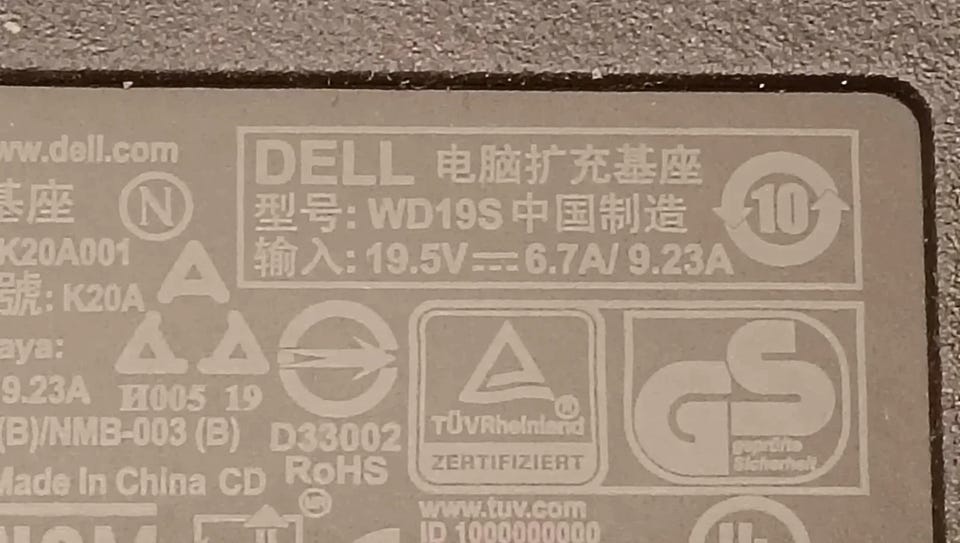 www.dell.com
基座 N
K20A001
號: K20A
aya:
9.23A
И005 19
(B)/NMB-003 (B)
Made In China CD
DELL 电脑扩充基座
型号: WD19S 中国制造
输入: 19.5V 6.7A/ 9.23A
10
D33002
RoHS
TÜVRheinland
ZERTIFIZIERT
geprüfte
Sicherheit
www.tuv.com
ID 1000000000